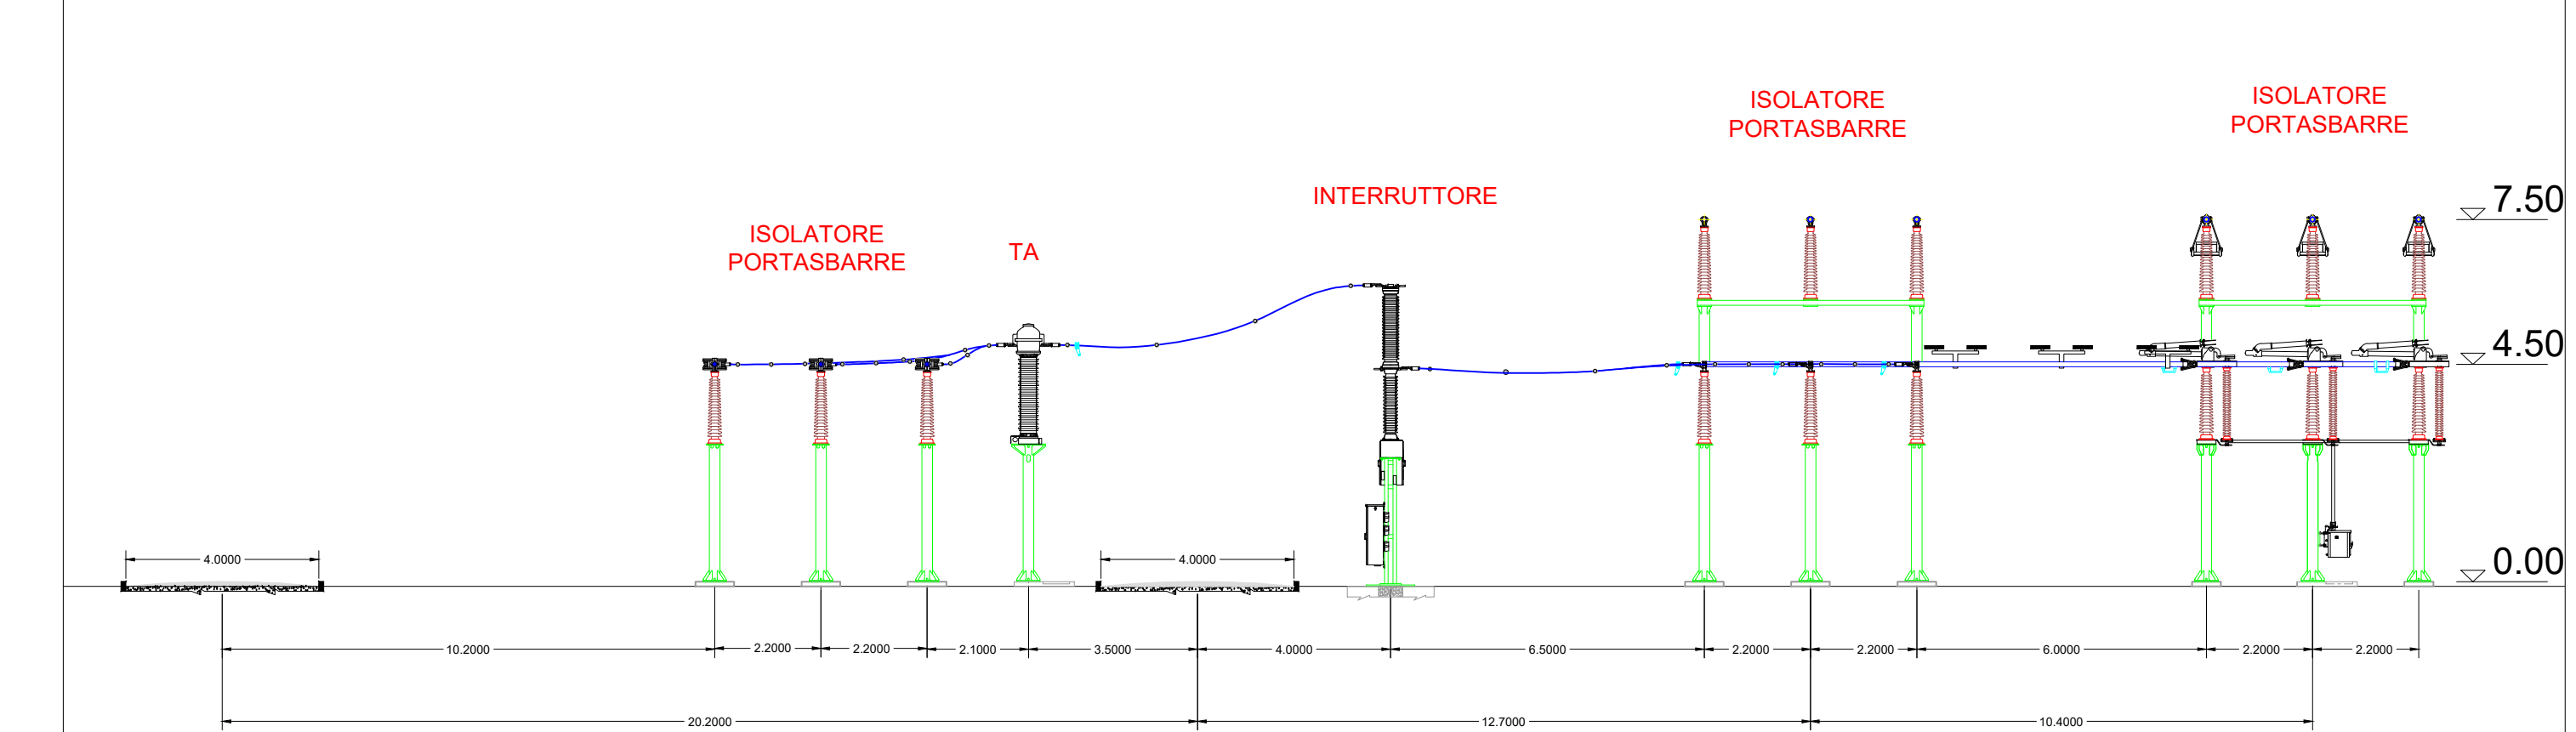 ISOLATORE
PORTASBARRE
ISOLATORE
PORTASBARRE
INTERRUTTORE
7.50
ISOLATORE
PORTASBARRE
TA
4.50
4.0000
4.0000
0.00
10.2000
2.2000
2.2000
2.1000
3.5000
4.0000
6.5000
2.2000
2.2000
6.0000
2.2000
2.2000
20.2000
12.7000
10.4000